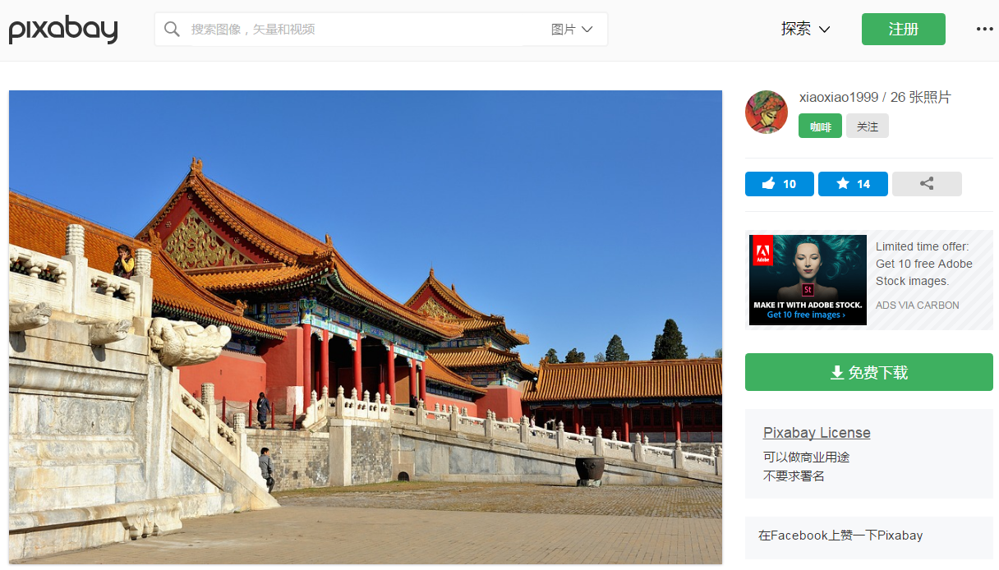 pixabay
搜索图像，矢量和视频
图片
探索
注册
xiaoxiao1999 / 26 张照片
咖啡
关注
10
14
Adobe
St
MAKE IT WITH ADOBE STOCK.
Get 10 free images ›
Limited time offer:
Get 10 free Adobe
Stock images.
ADS VIA CARBON
免费下载
Pixabay License
可以做商业用途
不要求署名
在Facebook上赞一下Pixabay